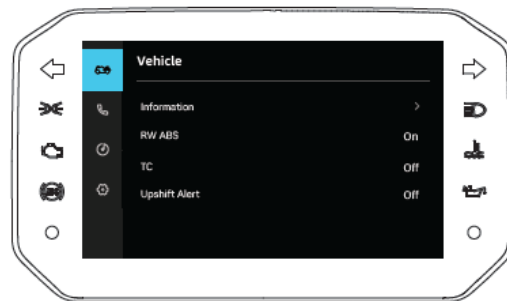 Vehicle
Information >
RW ABS On
TC Off
Upshift Alert Off